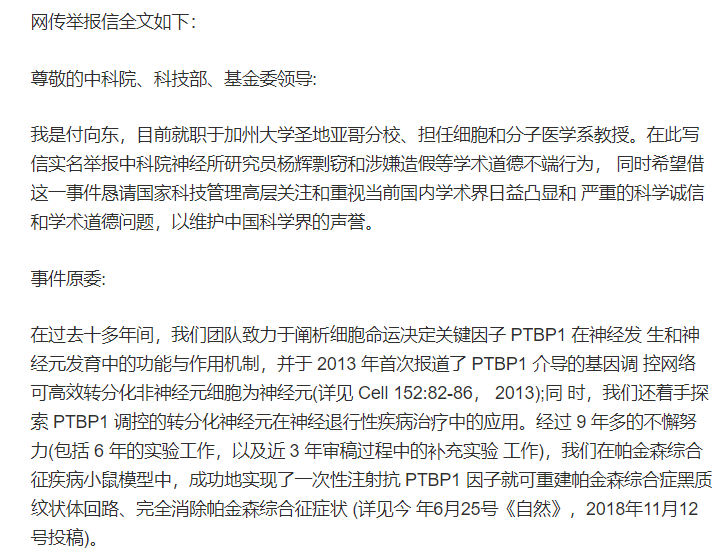 网传举报信全文如下：
尊敬的中科院、科技部、基金委领导:
我是付向东，目前就职于加州大学圣地亚哥分校、担任细胞和分子医学系教授。在此写
信实名举报中科院神经所研究员杨辉剽窃和涉嫌造假等学术道德不端行为， 同时希望借
这一事件恳请国家科技管理高层关注和重视当前国内学术界日益凸显和 严重的科学诚信
和学术道德问题，以维护中国科学界的声誉。
事件原委:
在过去十多年间，我们团队致力于阐析细胞命运决定关键因子 PTBP1 在神经发 生和神
经元发育中的功能与作用机制，并于 2013 年首次报道了 PTBP1 介导的基因调 控网络
可高效转分化非神经元细胞为神经元(详见 Cell 152:82-86， 2013);同 时，我们还着手探
索 PTBP1 调控的转分化神经元在神经退行性疾病治疗中的应用。经过 9 年多的不懈努
力(包括 6 年的实验工作，以及近 3 年审稿过程中的补充实验 工作)，我们在帕金森综合
征疾病小鼠模型中，成功地实现了一次性注射抗 PTBP1 因子就可重建帕金森综合症黑质
纹状体回路、完全消除帕金森综合征症状 (详见今 年6月25号《自然》，2018年11月12
号投稿)。